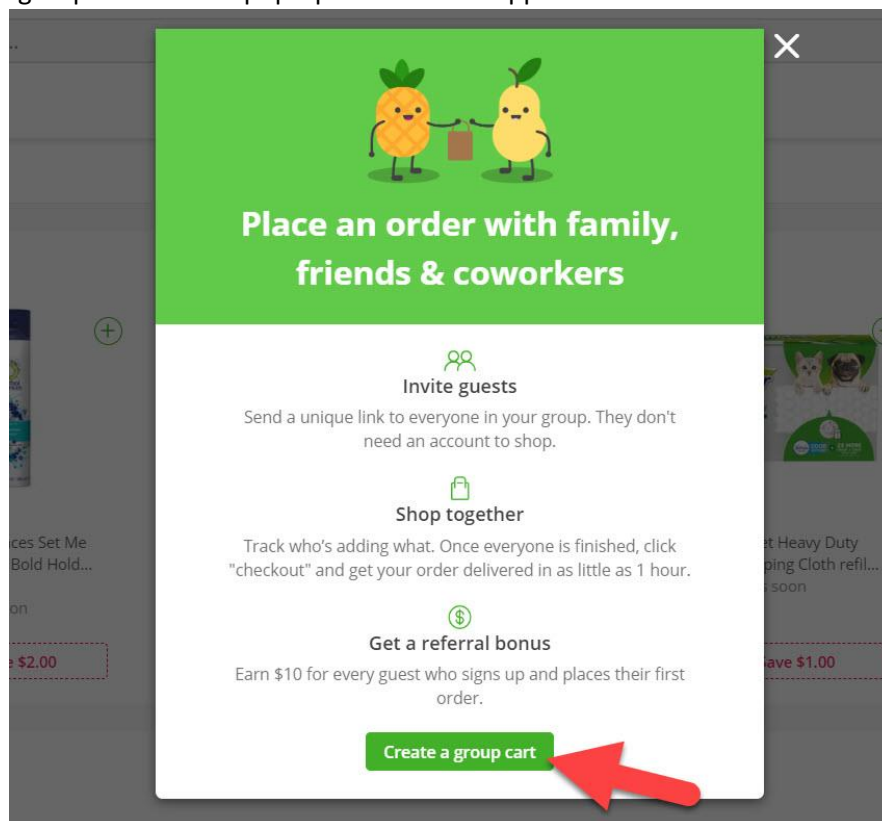 ...
Place an order with family,
friends & coworkers
Invite guests
Send a unique link to everyone in your group. They don't
need an account to shop.
Shop together
Track who's adding what. Once everyone is finished, click
"checkout" and get your order delivered in as little as 1 hour.
Get a referral bonus
Earn $10 for every guest who signs up and places their first
order.
Create a group cart
Set Me
Bold Hold...
$2.00
Heavy Duty
Cloth refil...
soon
$1.00